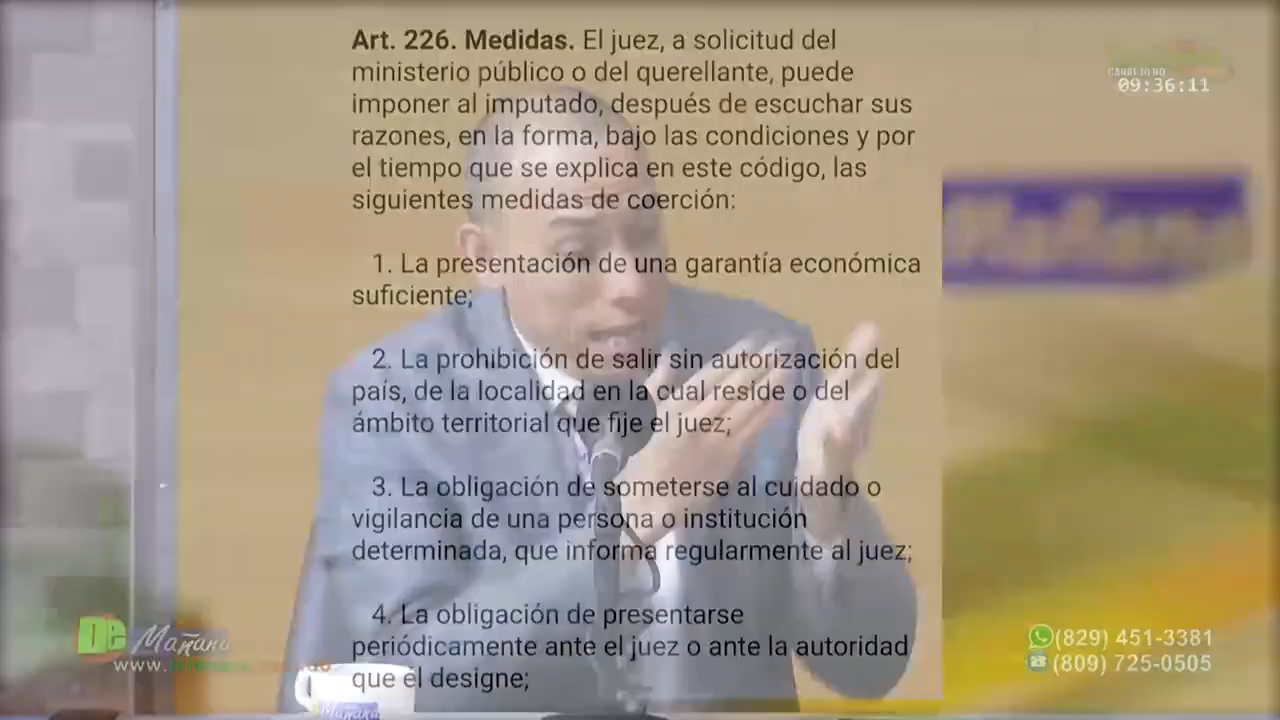 Art. 226. Medidas. El juez, a solicitud del
ministerio público o del querellante, puede
imponer al imputado, después de escuchar sus
razones, en la forma, bajo las condiciones y por
el tiempo que se explica en este código, las
siguientes medidas de coerción:
1. La presentación de una garantía económica
suficiente;
2. La prohibición de salir sin autorización del
país, de la localidad en la cual reside o del
ámbito territorial que fije el juez;
3. La obligación de someterse al cuidado o
vigilancia de una persona o institución
determinada, que informa regularmente al juez;
4. La obligación de presentarse
periódicamente ante el juez o ante la autoridad
que él designe;
09:36:11
Mañana
De Mañana
www.
(829) 451-3381
(809) 725-0505
Mañana